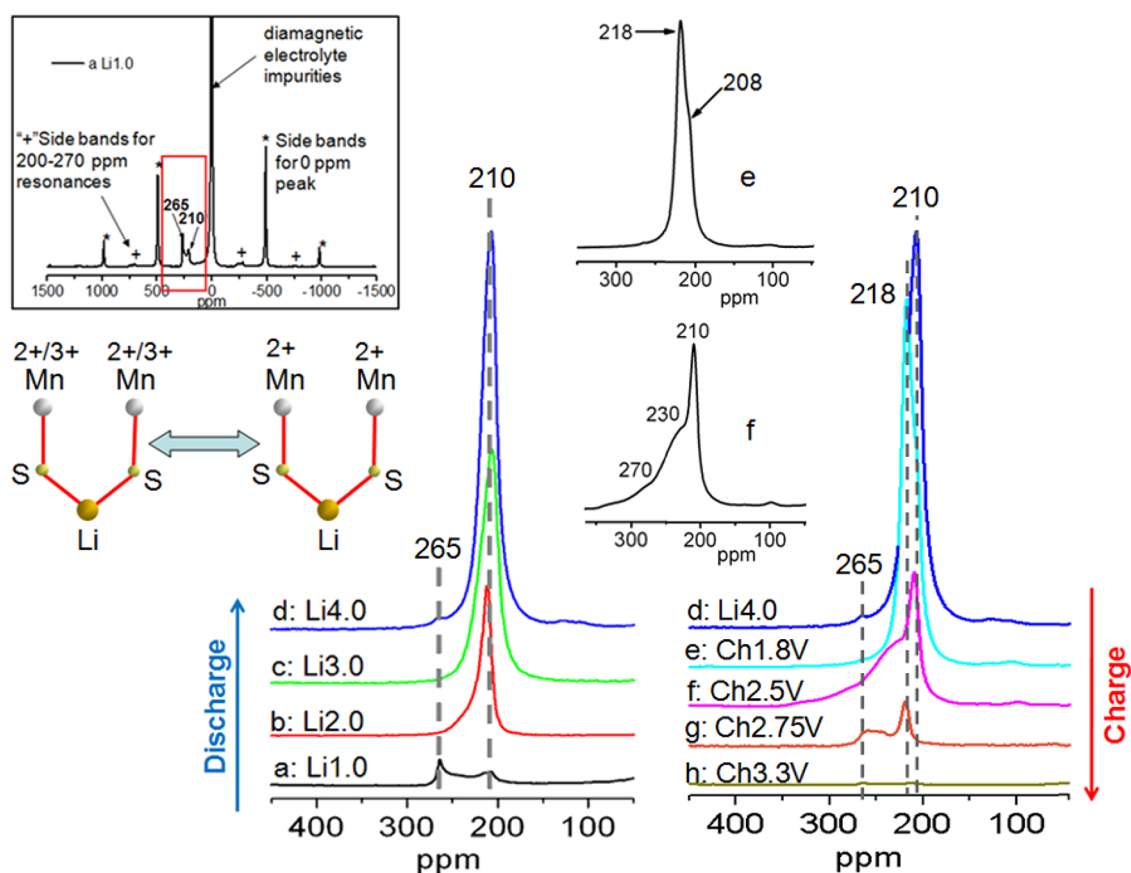 a Li1.0
diamagnetic
electrolyte
impurities
"+"Side bands for
200-270 ppm
resonances
* Side bands
for 0 ppm
peak
*
265
210
*
+
+
+
*
1500 1000 500 0 -500 -1000 -1500
ppm
2+/3+ 2+/3+
Mn Mn
S S
Li
2+ 2+
Mn Mn
S S
Li
Discharge
210
265
d: Li4.0
c: Li3.0
b: Li2.0
a: Li1.0
450 300 200 100
ppm
218
208
e
300 200 100
ppm
210
230
270
f
300 200 100
ppm
210
218
265
d: Li4.0
e: Ch1.8V
f: Ch2.5V
g: Ch2.75V
h: Ch3.3V
400 300 200 100
ppm
Charge